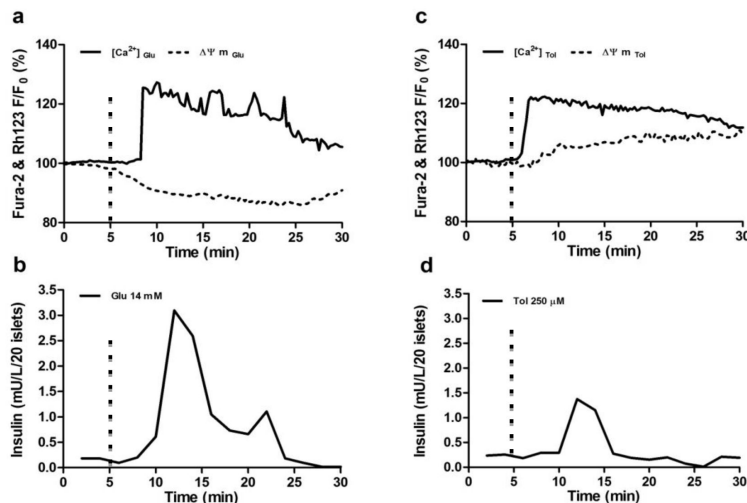 a
140
120
100
80
Fura-2 & Rh123 F/F0 (%)
[Ca2+] Glu
ΔΨ m Glu
0 5 10 15 20 25 30
Time (min)
b
3.5
3.0
2.5
2.0
1.5
1.0
0.5
0.0
Insulin (mU/L/20 islets)
Glu 14 mM
0 5 10 15 20 25 30
Time (min)
c
140
120
100
80
Fura-2 & Rh123 F/F0 (%)
[Ca2+] Tol
ΔΨ m Tol
0 5 10 15 20 25 30
Time (min)
d
3.5
3.0
2.5
2.0
1.5
1.0
0.5
0.0
Insulin (mU/L/20 islets)
Tol 250 μM
0 5 10 15 20 25 30
Time (min)